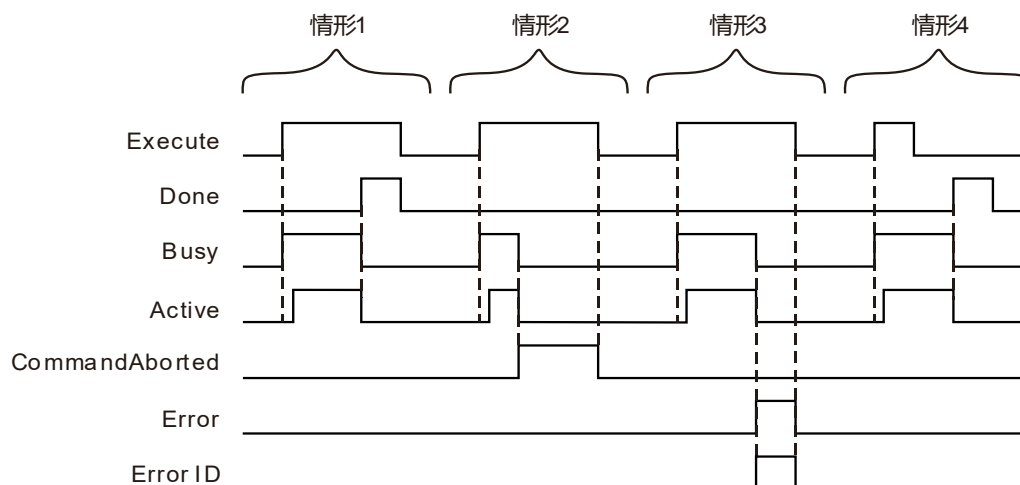 情形1 情形2 情形3 情形4
Execute
Done
Busy
Active
CommandAborted
Error
Error ID